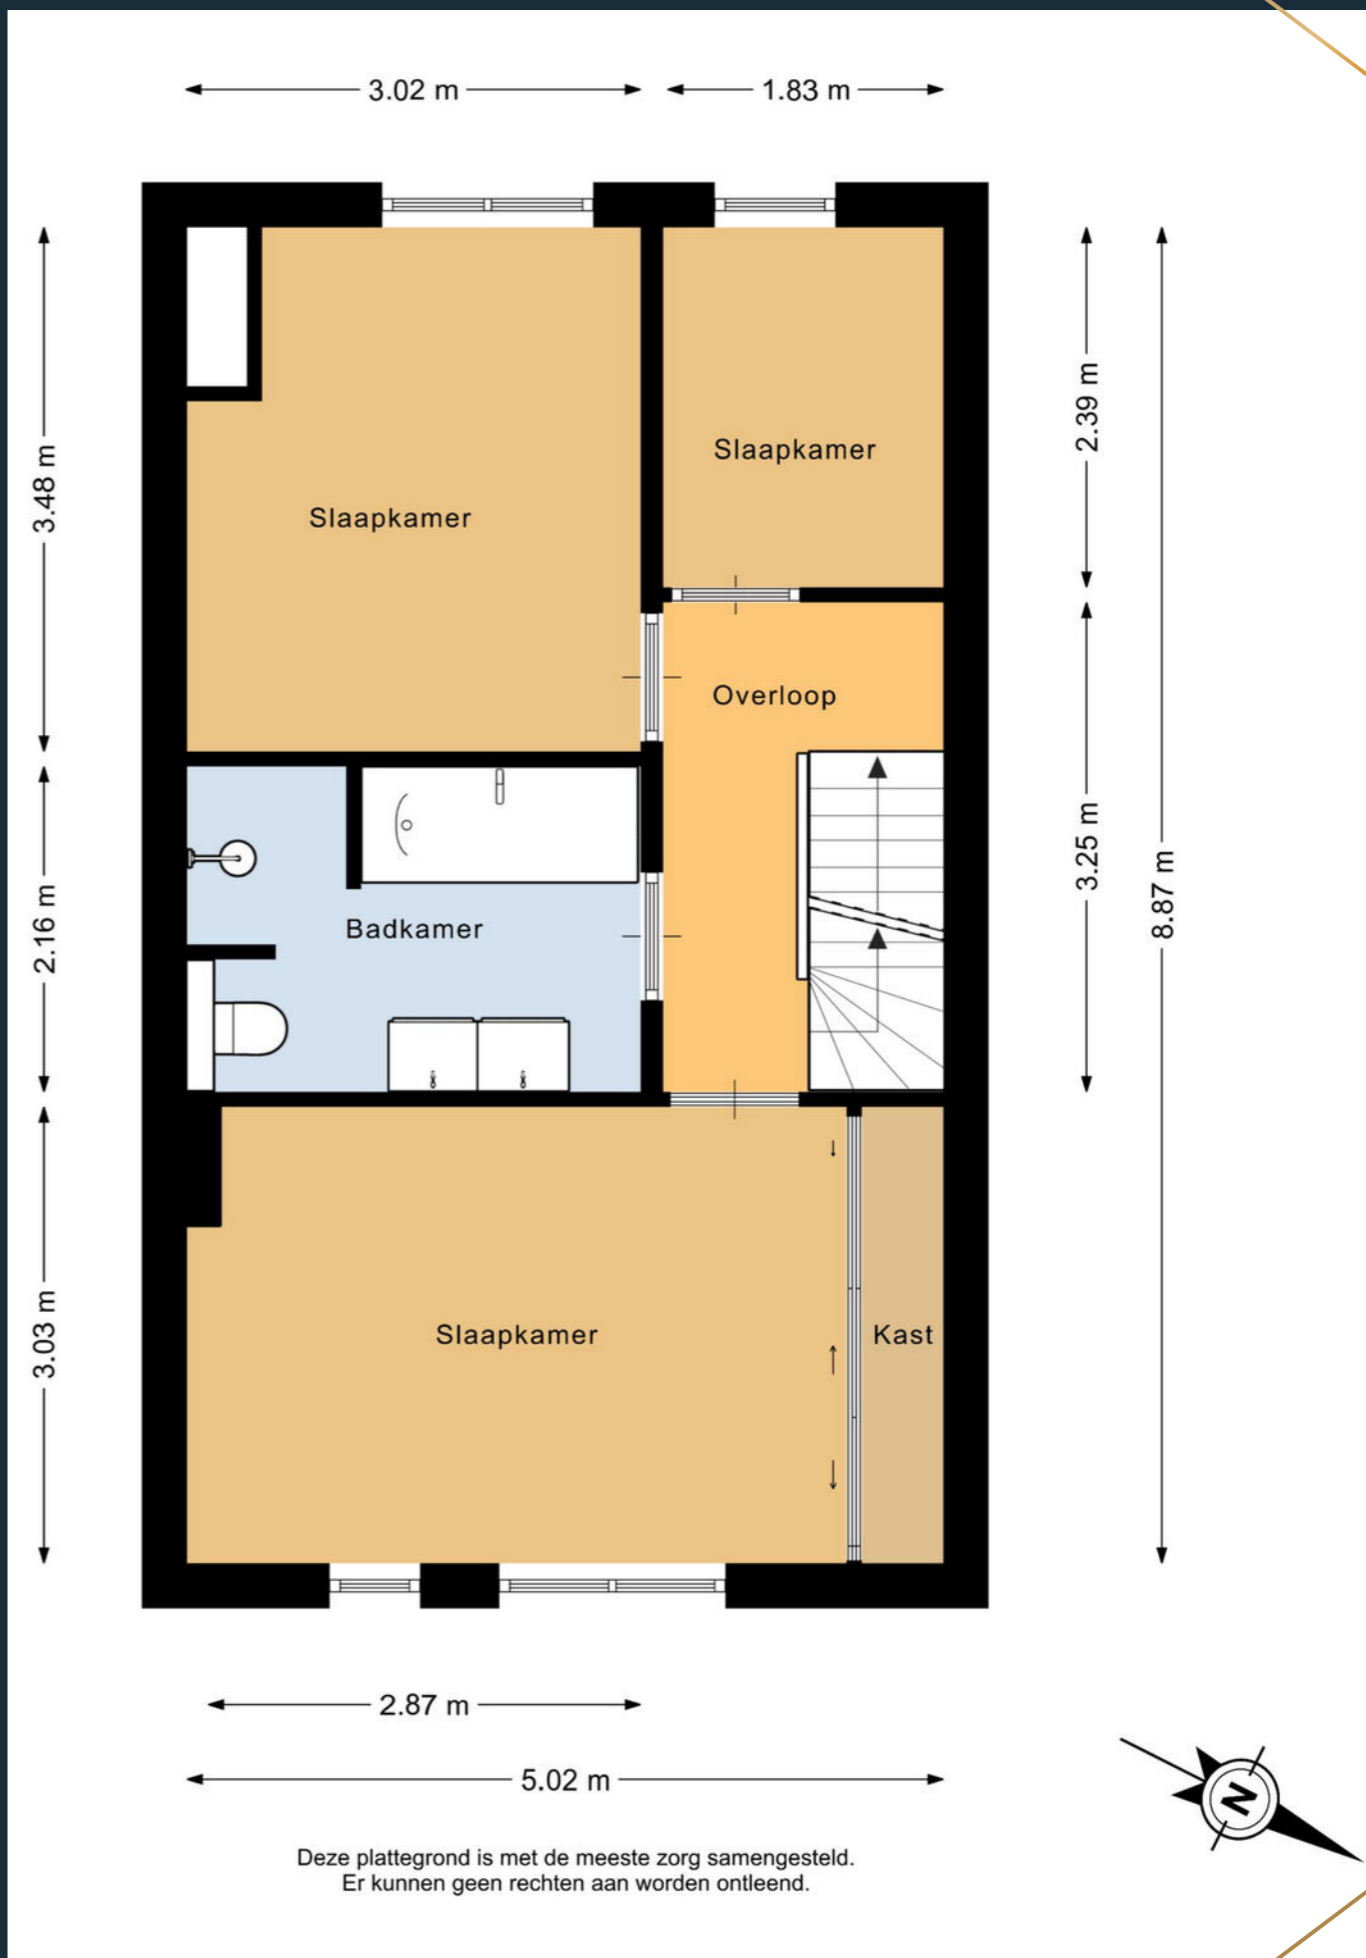 3.02 m
1.83 m
3.48 m
2.39 m
Slaapkamer
Slaapkamer
Overloop
3.25 m
8.87 m
2.16 m
Badkamer
3.03 m
Slaapkamer
Kast
2.87 m
5.02 m
N
Deze plattegrond is met de meeste zorg samengesteld.
Er kunnen geen rechten aan worden ontleend.